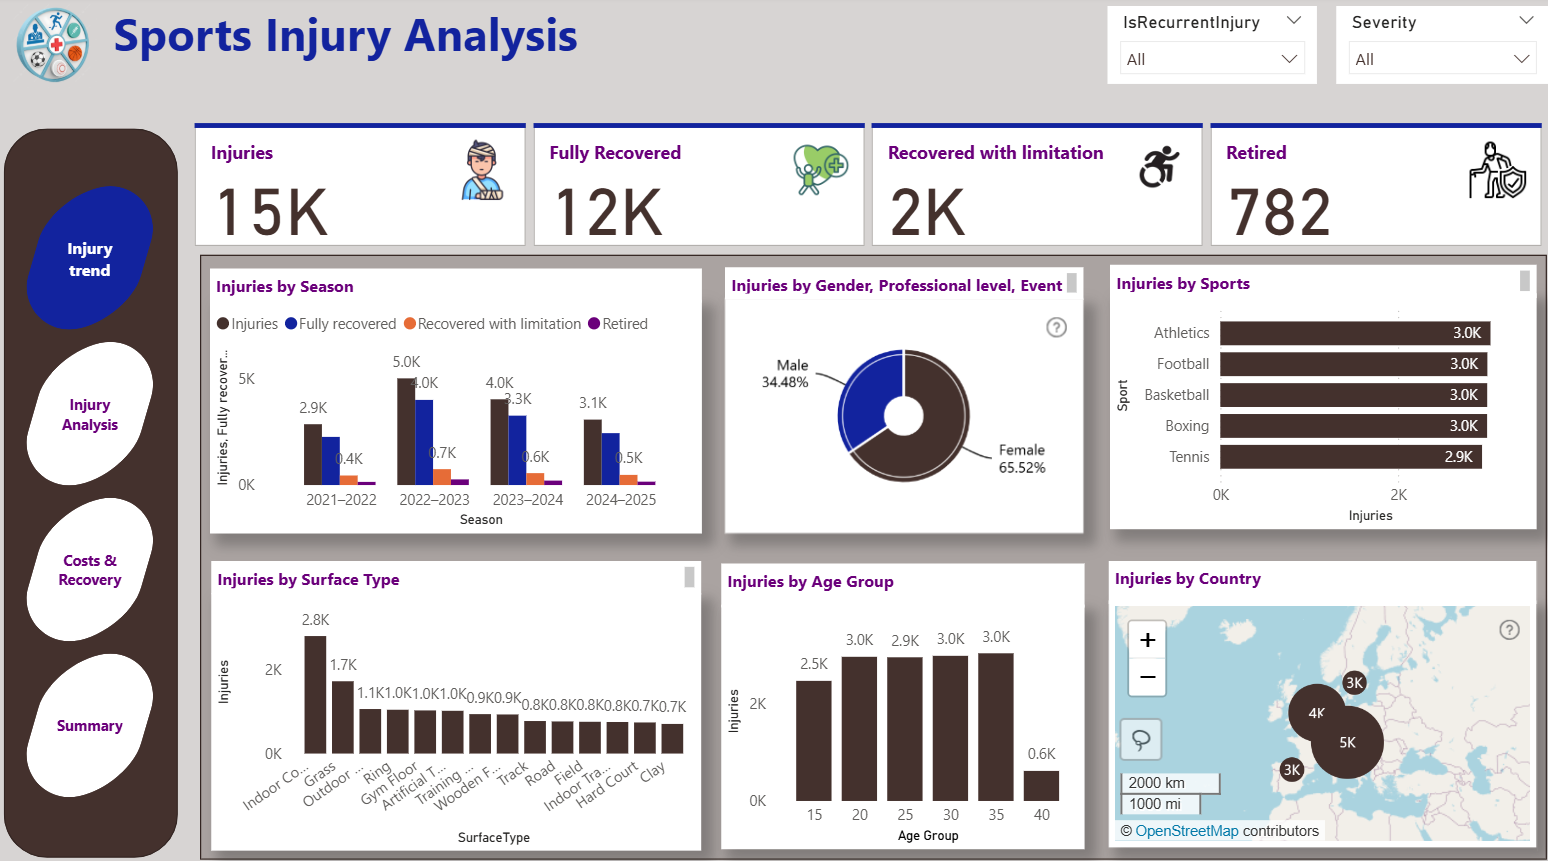 Sports Injury Analysis
IsRecurrentInjury
All
Severity
All
Injury
trend
Injury
Analysis
Costs &
Recovery
Summary
Injuries
15K
Fully Recovered
12K
Recovered with limitation
2K
Retired
782
Injuries by Season
Injuries Fully recovered Recovered with limitation Retired
Injuries, Fully recover...
5K
0K
2.9K
0.4K
5.0K
4.0K
0.7K
4.0K
3.3K
0.6K
3.1K
0.5K
2021–2022 2022–2023 2023–2024 2024–2025
Season
Injuries by Gender, Professional level, Event
?
Male
34.48%
Female
65.52%
Injuries by Sports
Sport
Athletics 3.0K
Football 3.0K
Basketball 3.0K
Boxing 3.0K
Tennis 2.9K
0K 2K
Injuries
Injuries by Surface Type
Injuries
2K
0K
2.8K 1.7K 1.1K 1.0K 1.0K 1.0K 0.9K 0.9K 0.8K 0.8K 0.8K 0.8K 0.7K 0.7K
Indoor Co... Grass Outdoor ... Ring Gym Floor Artificial T... Training ... Wooden F... Track Road Field Indoor Tra... Hard Court Clay
SurfaceType
Injuries by Age Group
Injuries
2K
0K
2.5K 3.0K 2.9K 3.0K 3.0K 0.6K
15 20 25 30 35 40
Age Group
Injuries by Country
+
−
?
3K
4K
5K
3K
2000 km
1000 mi
© OpenStreetMap contributors